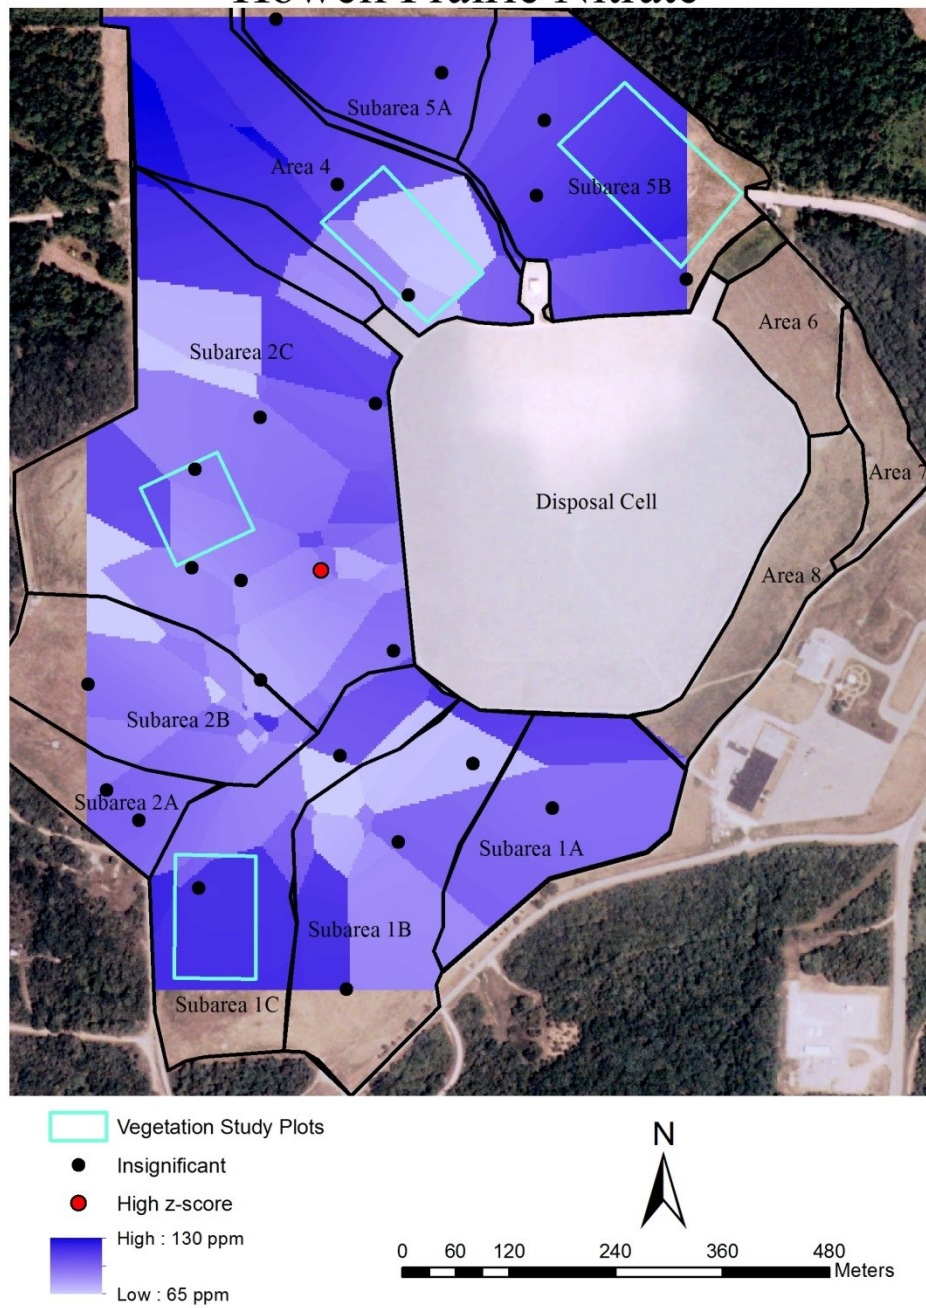 Howell Prairie Nitrate
Subarea 5A
Area 4
Subarea 5B
Area 6
Subarea 2C
Area 7
Disposal Cell
Area 8
Subarea 2B
Subarea 2A
Subarea 1A
Subarea 1B
Subarea 1C
Vegetation Study Plots
Insignificant
High z-score
High : 130 ppm
Low : 65 ppm
N
0 60 120 240 360 480
Meters